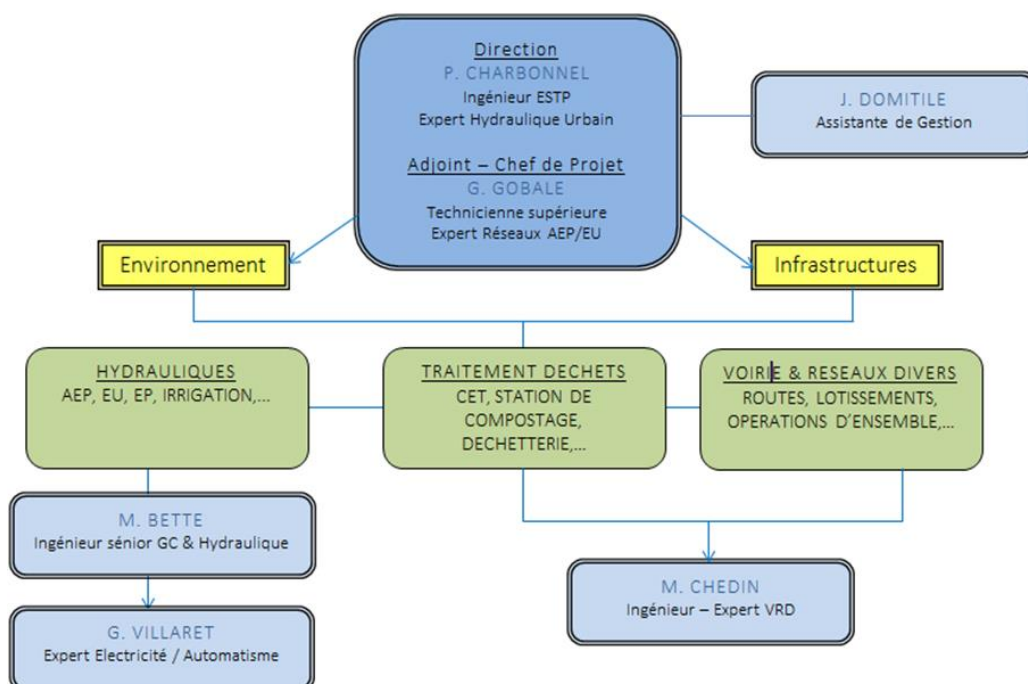 Direction
P. CHARBONNEL
Ingénieur ESTP
Expert Hydraulique Urbain
Adjoint – Chef de Projet
G. GOBALE
Technicienne supérieure
Expert Réseaux AEP/EU
J. DOMITILE
Assistante de Gestion
Environnement
Infrastructures
HYDRAULIQUES
AEP, EU, EP, IRRIGATION,...
TRAITEMENT DECHETS
CET, STATION DE
COMPOSTAGE,
DECHETTERIE,...
VOIRIE & RESEAUX DIVERS
ROUTES, LOTISSEMENTS,
OPERATIONS D'ENSEMBLE,...
M. BETTE
Ingénieur sénior GC & Hydraulique
G. VILLARET
Expert Electricité / Automatisme
M. CHEDIN
Ingénieur – Expert VRD